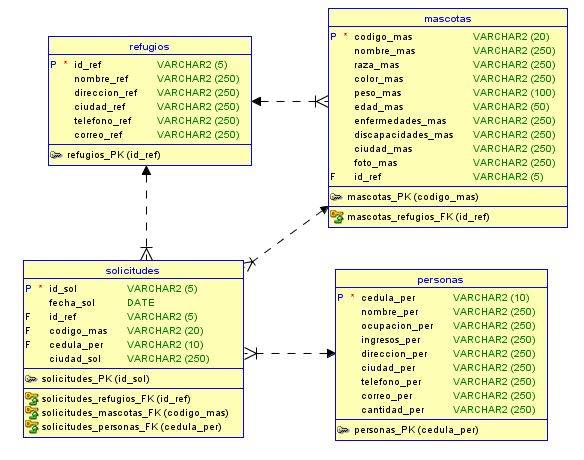 refugios
P * id_ref VARCHAR2 (5)
nombre_ref VARCHAR2 (250)
direccion_ref VARCHAR2 (250)
ciudad_ref VARCHAR2 (250)
telefono_ref VARCHAR2 (250)
correo_ref VARCHAR2 (250)
refugios_PK (id_ref)
mascotas
P * codigo_mas VARCHAR2 (20)
nombre_mas VARCHAR2 (250)
raza_mas VARCHAR2 (250)
color_mas VARCHAR2 (250)
peso_mas VARCHAR2 (100)
edad_mas VARCHAR2 (50)
enfermedades_mas VARCHAR2 (250)
discapacidades_mas VARCHAR2 (250)
ciudad_mas VARCHAR2 (250)
foto_mas VARCHAR2 (250)
F id_ref VARCHAR2 (5)
mascotas_PK (codigo_mas)
mascotas_refugios_FK (id_ref)
solicitudes
P * id_sol VARCHAR2 (5)
fecha_sol DATE
F id_ref VARCHAR2 (5)
F codigo_mas VARCHAR2 (20)
F cedula_per VARCHAR2 (10)
ciudad_sol VARCHAR2 (250)
solicitudes_PK (id_sol)
solicitudes_refugios_FK (id_ref)
solicitudes_mascotas_FK (codigo_mas)
solicitudes_personas_FK (cedula_per)
personas
P * cedula_per VARCHAR2 (10)
nombre_per VARCHAR2 (250)
ocupacion_per VARCHAR2 (250)
ingresos_per VARCHAR2 (250)
direccion_per VARCHAR2 (250)
ciudad_per VARCHAR2 (250)
telefono_per VARCHAR2 (250)
correo_per VARCHAR2 (250)
cantidad_per VARCHAR2 (250)
personas_PK (cedula_per)